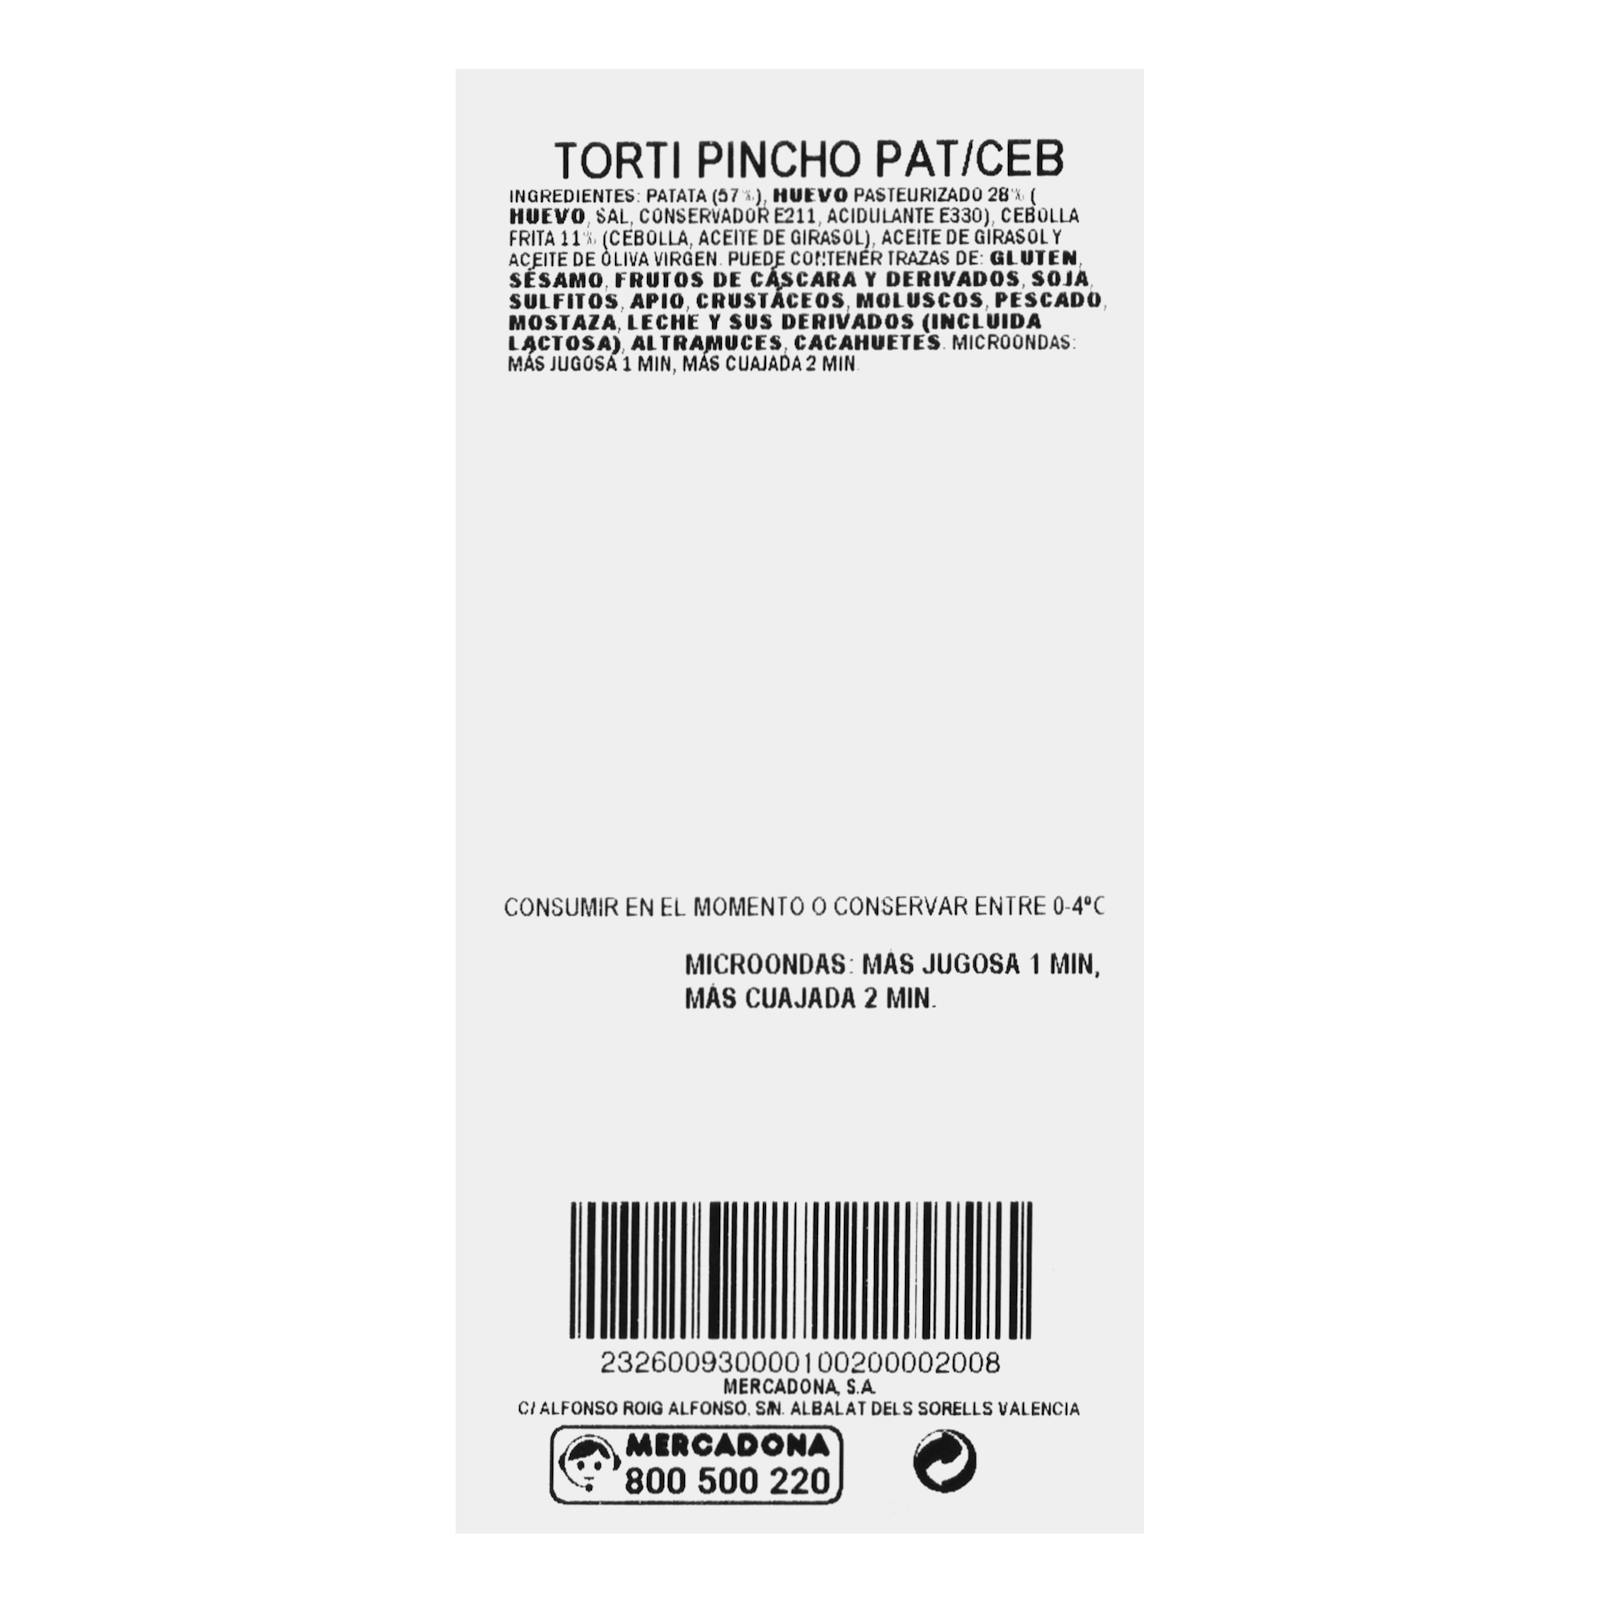 TORTI PINCHO PAT/CEB
INGREDIENTES: PATATA (57%), HUEVO PASTEURIZADO 28% (
HUEVO, SAL, CONSERVADOR E211, ACIDULANTE E330), CEBOLLA
FRITA 11% (CEBOLLA, ACEITE DE GIRASOL), ACEITE DE GIRASOL Y
ACEITE DE OLIVA VIRGEN. PUEDE CONTENER TRAZAS DE: GLUTEN,
SÉSAMO, FRUTOS DE CÁSCARA Y DERIVADOS, SOJA,
SULFITOS, APIO, CRUSTÁCEOS, MOLUSCOS, PESCADO,
MOSTAZA, LECHE Y SUS DERIVADOS (INCLUIDA
LACTOSA), ALTRAMUCES, CACAHUETES. MICROONDAS:
MÁS JUGOSA 1 MIN, MÁS CUAJADA 2 MIN.
CONSUMIR EN EL MOMENTO O CONSERVAR ENTRE 0-4ºC
MICROONDAS: MÁS JUGOSA 1 MIN,
MÁS CUAJADA 2 MIN.
232600930000100200002008
MERCADONA, S.A.
C/ ALFONSO ROIG ALFONSO, S/N. ALBALAT DELS SORELLS VALENCIA
MERCADONA
800 500 220